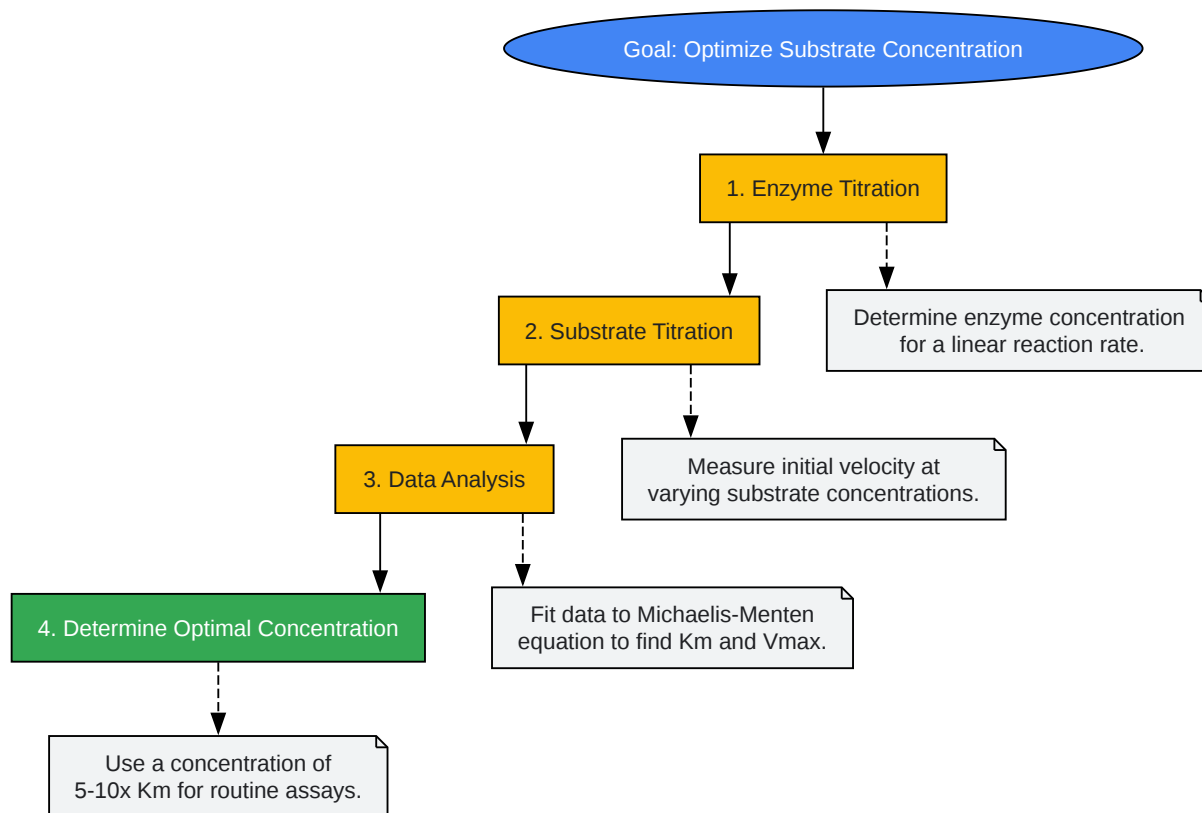 Goal: Optimize Substrate Concentration
1. Enzyme Titration
Determine enzyme concentration
for a linear reaction rate.
2. Substrate Titration
Measure initial velocity at
varying substrate concentrations.
3. Data Analysis
Fit data to Michaelis-Menten
equation to find Km and Vmax.
4. Determine Optimal Concentration
Use a concentration of
5-10x Km for routine assays.